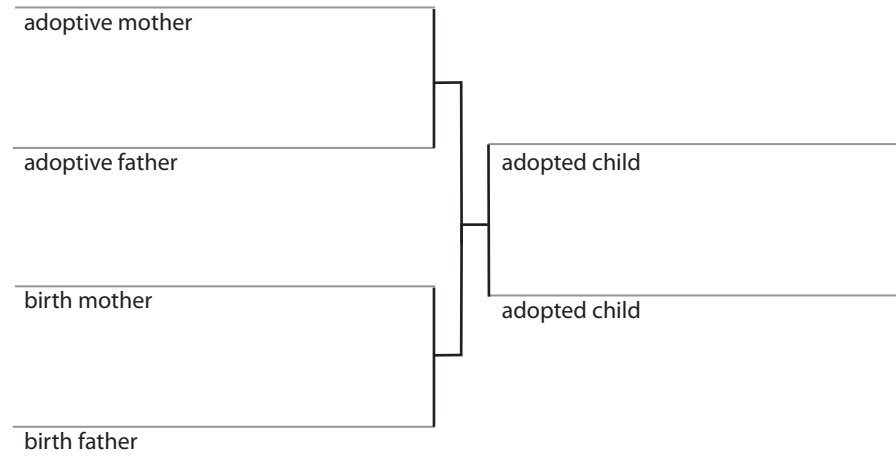 adoptive mother
adoptive father
adopted child
birth mother
adopted child
birth father